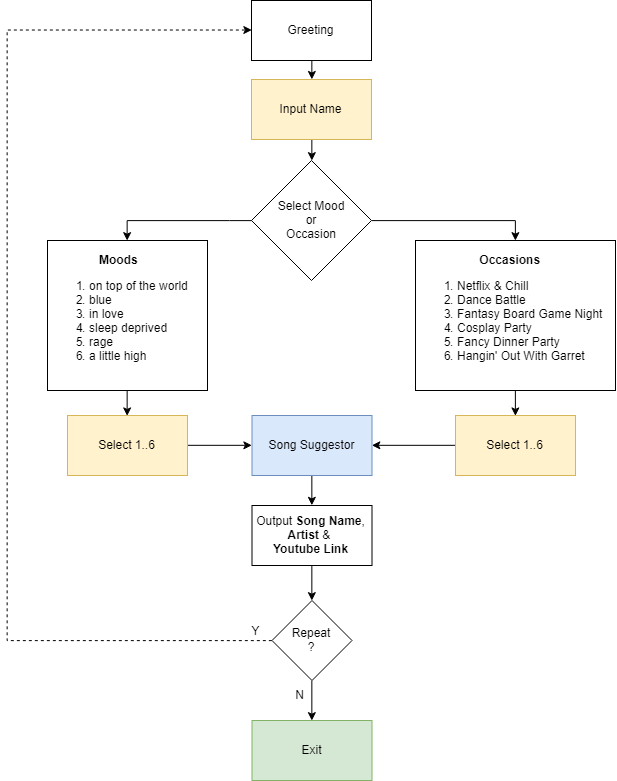 Greeting
Input Name
Select Mood
or
Occasion
Moods
1. on top of the world
2. blue
3. in love
4. sleep deprived
5. rage
6. a little high
Occasions
1. Netflix & Chill
2. Dance Battle
3. Fantasy Board Game Night
4. Cosplay Party
5. Fancy Dinner Party
6. Hangin' Out With Garret
Select 1..6
Song Suggestor
Select 1..6
Output Song Name,
Artist &
Youtube Link
Y
Repeat
?
N
Exit